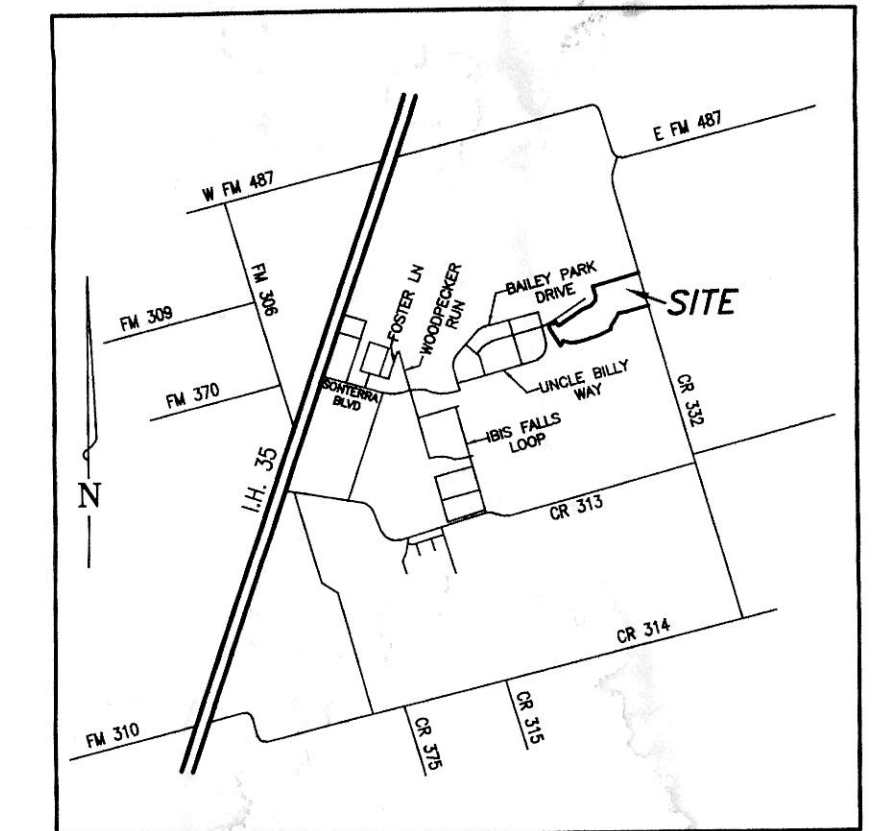 E FM 487
W FM 487
FM 306
FM 309
FM 370
FOSTER LN
WOODPECKER
RUN
BAILEY PARK
DRIVE
SITE
SONTERRA
BLVD
UNCLE BILLY
WAY
CR 332
IBIS FALLS
LOOP
I.H. 35
N
CR 313
CR 314
FM 310
CR 375
CR 315